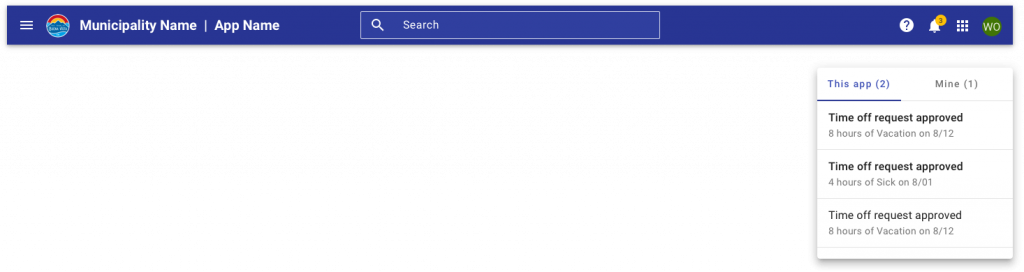 Municipality Name | App Name
Search
3
WO
This app (2)
Mine (1)
Time off request approved
8 hours of Vacation on 8/12
Time off request approved
4 hours of Sick on 8/01
Time off request approved
8 hours of Vacation on 8/12